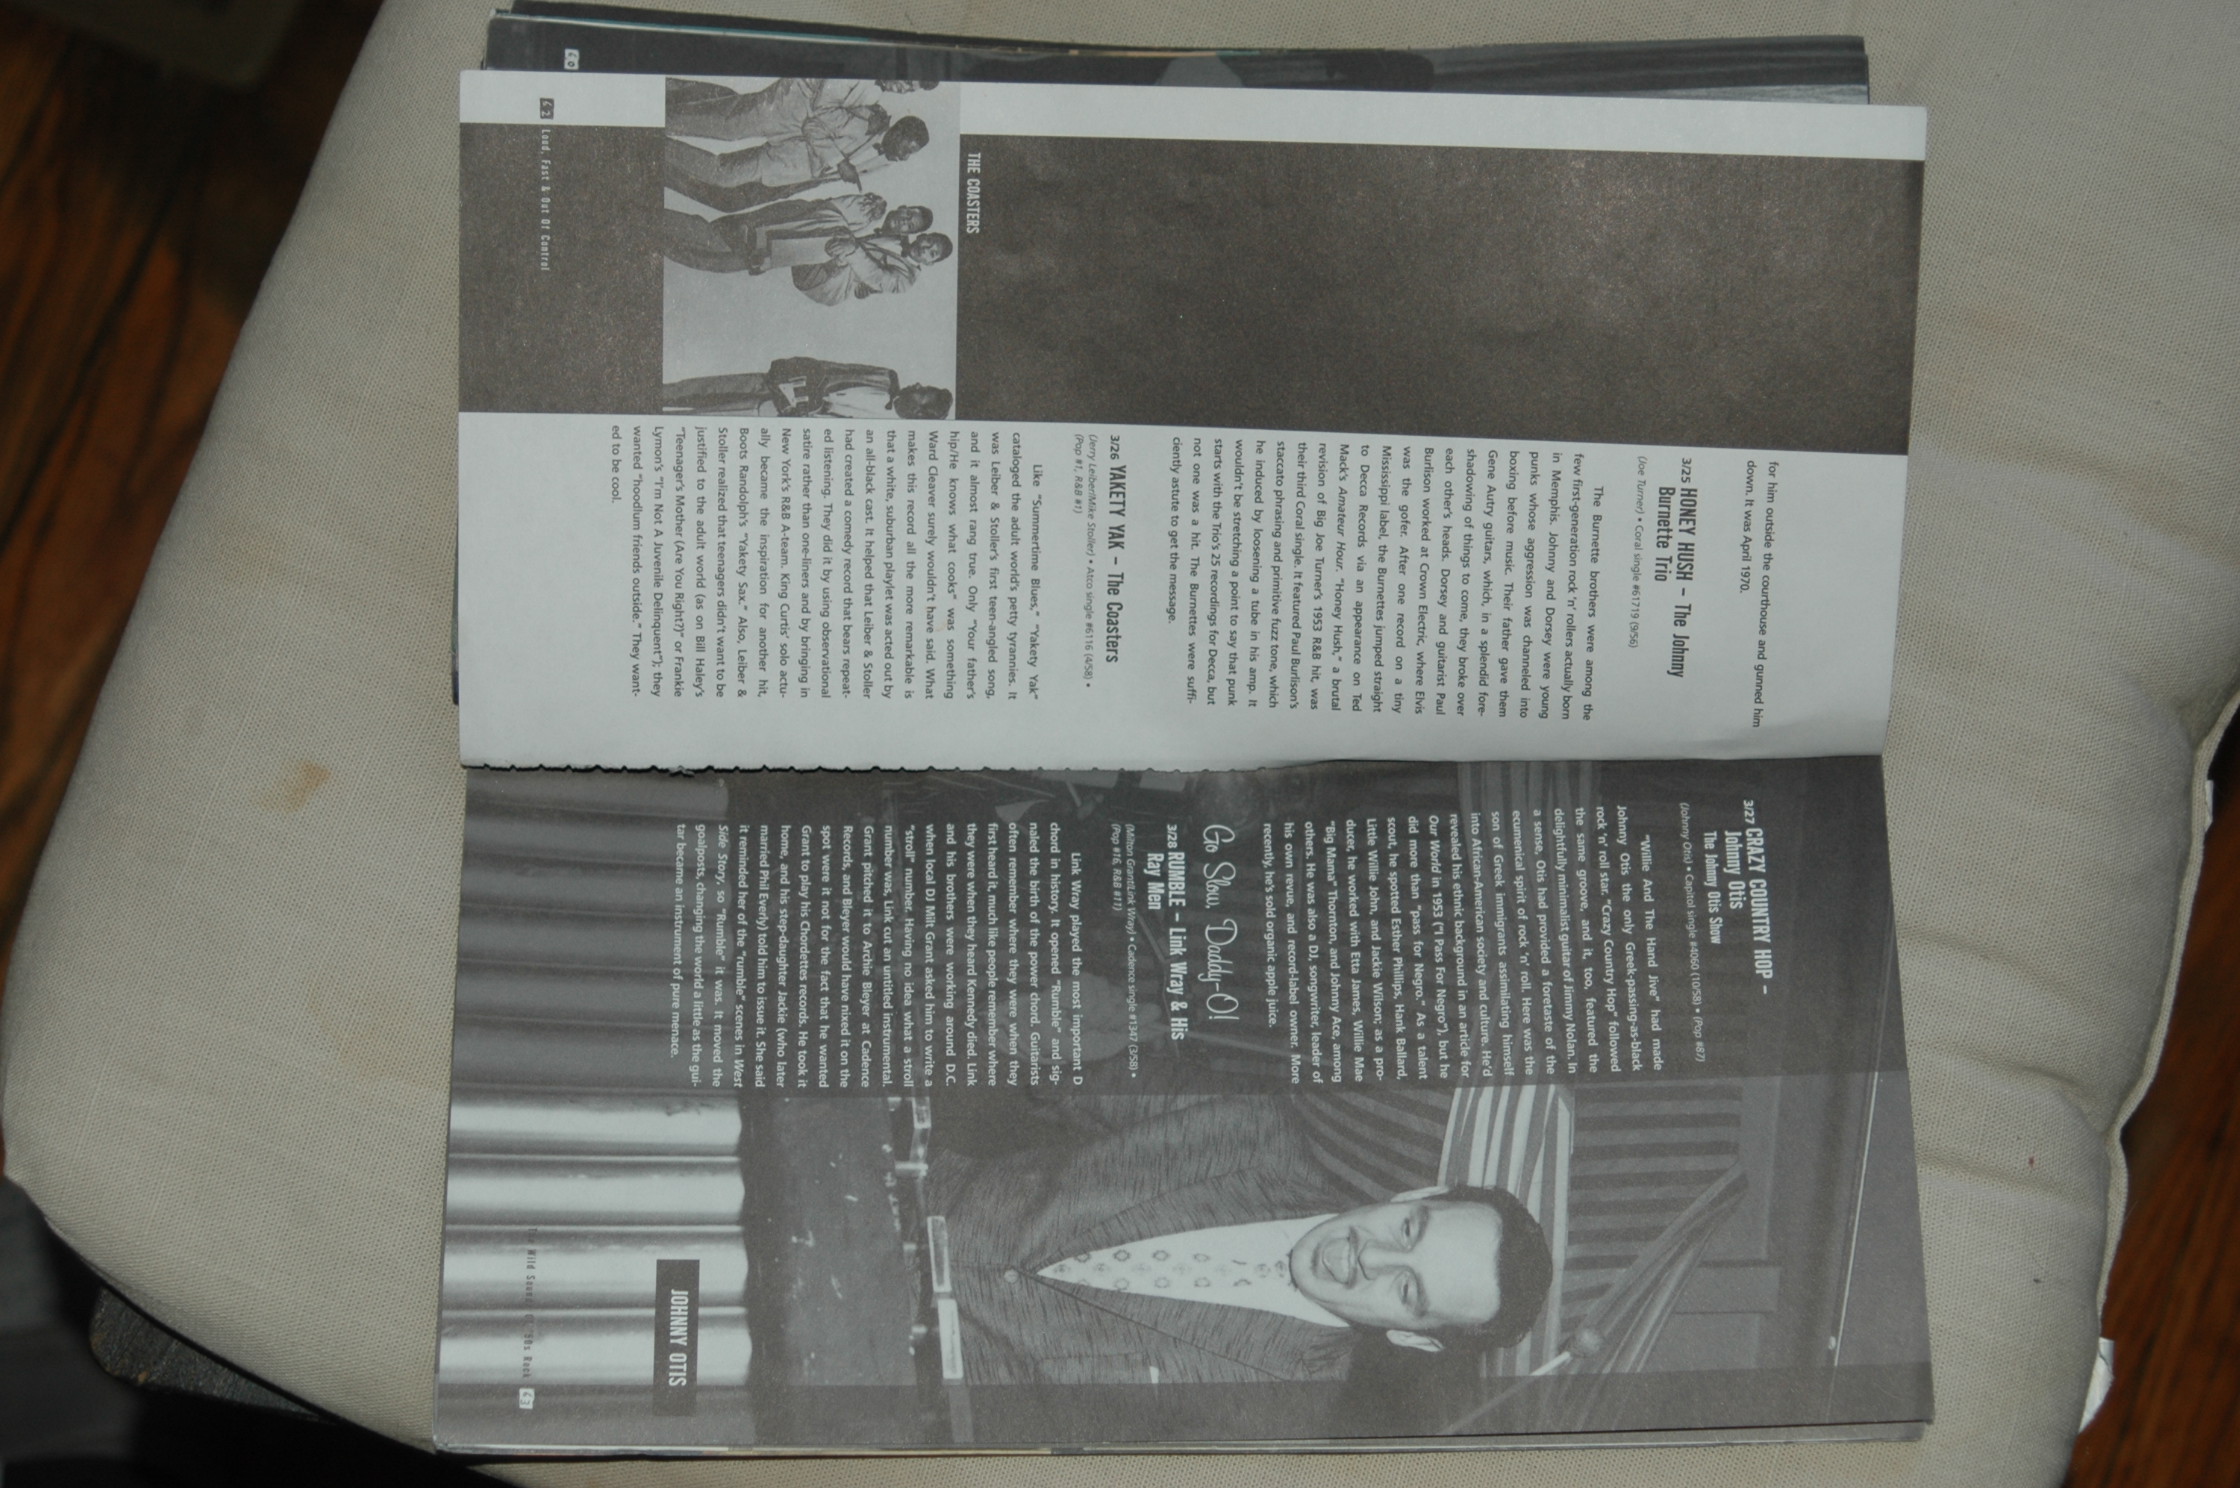 60
for him outside the courthouse and gunned him
down. It was April 1970.
3/25 HONEY HUSH – The Johnny
Burnette Trio
(Joe Turner) • Coral single #61719 (9/56)
The Burnette brothers were among the
few first-generation rock 'n' rollers actually born
in Memphis. Johnny and Dorsey were young
punks whose aggression was channeled into
boxing before music. Their father gave them
Gene Autry guitars, which, in a splendid fore-
shadowing of things to come, they broke over
each other's heads. Dorsey and guitarist Paul
Burlison worked at Crown Electric, where Elvis
was the gofer. After one record on a tiny
Mississippi label, the Burnettes jumped straight
to Decca Records via an appearance on Ted
Mack's Amateur Hour. "Honey Hush," a brutal
revision of Big Joe Turner's 1953 R&B hit, was
their third Coral single. It featured Paul Burlison's
staccato phrasing and primitive fuzz tone, which
he induced by loosening a tube in his amp. It
wouldn't be stretching a point to say that punk
starts with the Trio's 25 recordings for Decca, but
not one was a hit. The Burnettes were suffi-
ciently astute to get the message.
THE COASTERS
3/26 YAKETY YAK – The Coasters
(Jerry Leiber/Mike Stoller) • Atco single #6116 (4/58) •
(Pop #1, R&B #1)
Like "Summertime Blues," "Yakety Yak"
cataloged the adult world's petty tyrannies. It
was Leiber & Stoller's first teen-angled song,
and it almost rang true. Only "Your father's
hip/He knows what cooks" was something
Ward Cleaver surely wouldn't have said. What
makes this record all the more remarkable is
that a white, suburban playlet was acted out by
an all-black cast. It helped that Leiber & Stoller
had created a comedy record that bears repeat-
ed listening. They did it by using observational
satire rather than one-liners and by bringing in
New York's R&B A-team. King Curtis' solo actu-
ally became the inspiration for another hit,
Boots Randolph's "Yakety Sax." Also, Leiber &
Stoller realized that teenagers didn't want to be
justified to the adult world (as on Bill Haley's
"Teenager's Mother (Are You Right?)" or Frankie
Lymon's "I'm Not A Juvenile Delinquent"); they
wanted "hoodlum friends outside." They want-
ed to be cool.
62 Loud, Fast & Out Of Control
3/27 CRAZY COUNTRY HOP –
Johnny Otis
The Johnny Otis Show
(Johnny Otis) • Capitol single #4060 (10/58) • (Pop #87)
"Willie And The Hand Jive" had made
Johnny Otis the only Greek-passing-as-black
rock 'n' roll star. "Crazy Country Hop" followed
the same groove, and it, too, featured the
delightfully minimalist guitar of Jimmy Nolan. In
a sense, Otis had provided a foretaste of the
ecumenical spirit of rock 'n' roll. Here was the
son of Greek immigrants assimilating himself
into African-American society and culture. He'd
revealed his ethnic background in an article for
Our World in 1953 ("I Pass For Negro"), but he
did more than "pass for Negro." As a talent
scout, he spotted Esther Phillips, Hank Ballard,
Little Willie John, and Jackie Wilson; as a pro-
ducer, he worked with Etta James, Willie Mae
"Big Mama" Thornton, and Johnny Ace, among
others. He was also a DJ, songwriter, leader of
his own revue, and record-label owner. More
recently, he's sold organic apple juice.
Go Slow, Daddy-O!
3/28 RUMBLE – Link Wray & His
Ray Men
(Milton Grant/Link Wray) • Cadence single #1347 (3/58) •
(Pop #16, R&B #11)
Link Wray played the most important D
chord in history. It opened "Rumble" and sig-
naled the birth of the power chord. Guitarists
often remember where they were when they
first heard it, much like people remember where
they were when they heard Kennedy died. Link
and his brothers were working around D.C.
when local DJ Milt Grant asked him to write a
"stroll" number. Having no idea what a stroll
number was, Link cut an untitled instrumental.
Grant pitched it to Archie Bleyer at Cadence
Records, and Bleyer would have nixed it on the
spot were it not for the fact that he wanted
Grant to play his Chordettes records. He took it
home, and his step-daughter Jackie (who later
married Phil Everly) told him to issue it. She said
it reminded her of the "rumble" scenes in West
Side Story, so "Rumble" it was. It moved the
goalposts, changing the world a little as the gui-
tar became an instrument of pure menace.
JOHNNY OTIS
The Wild Sound Of '50s Rock 63